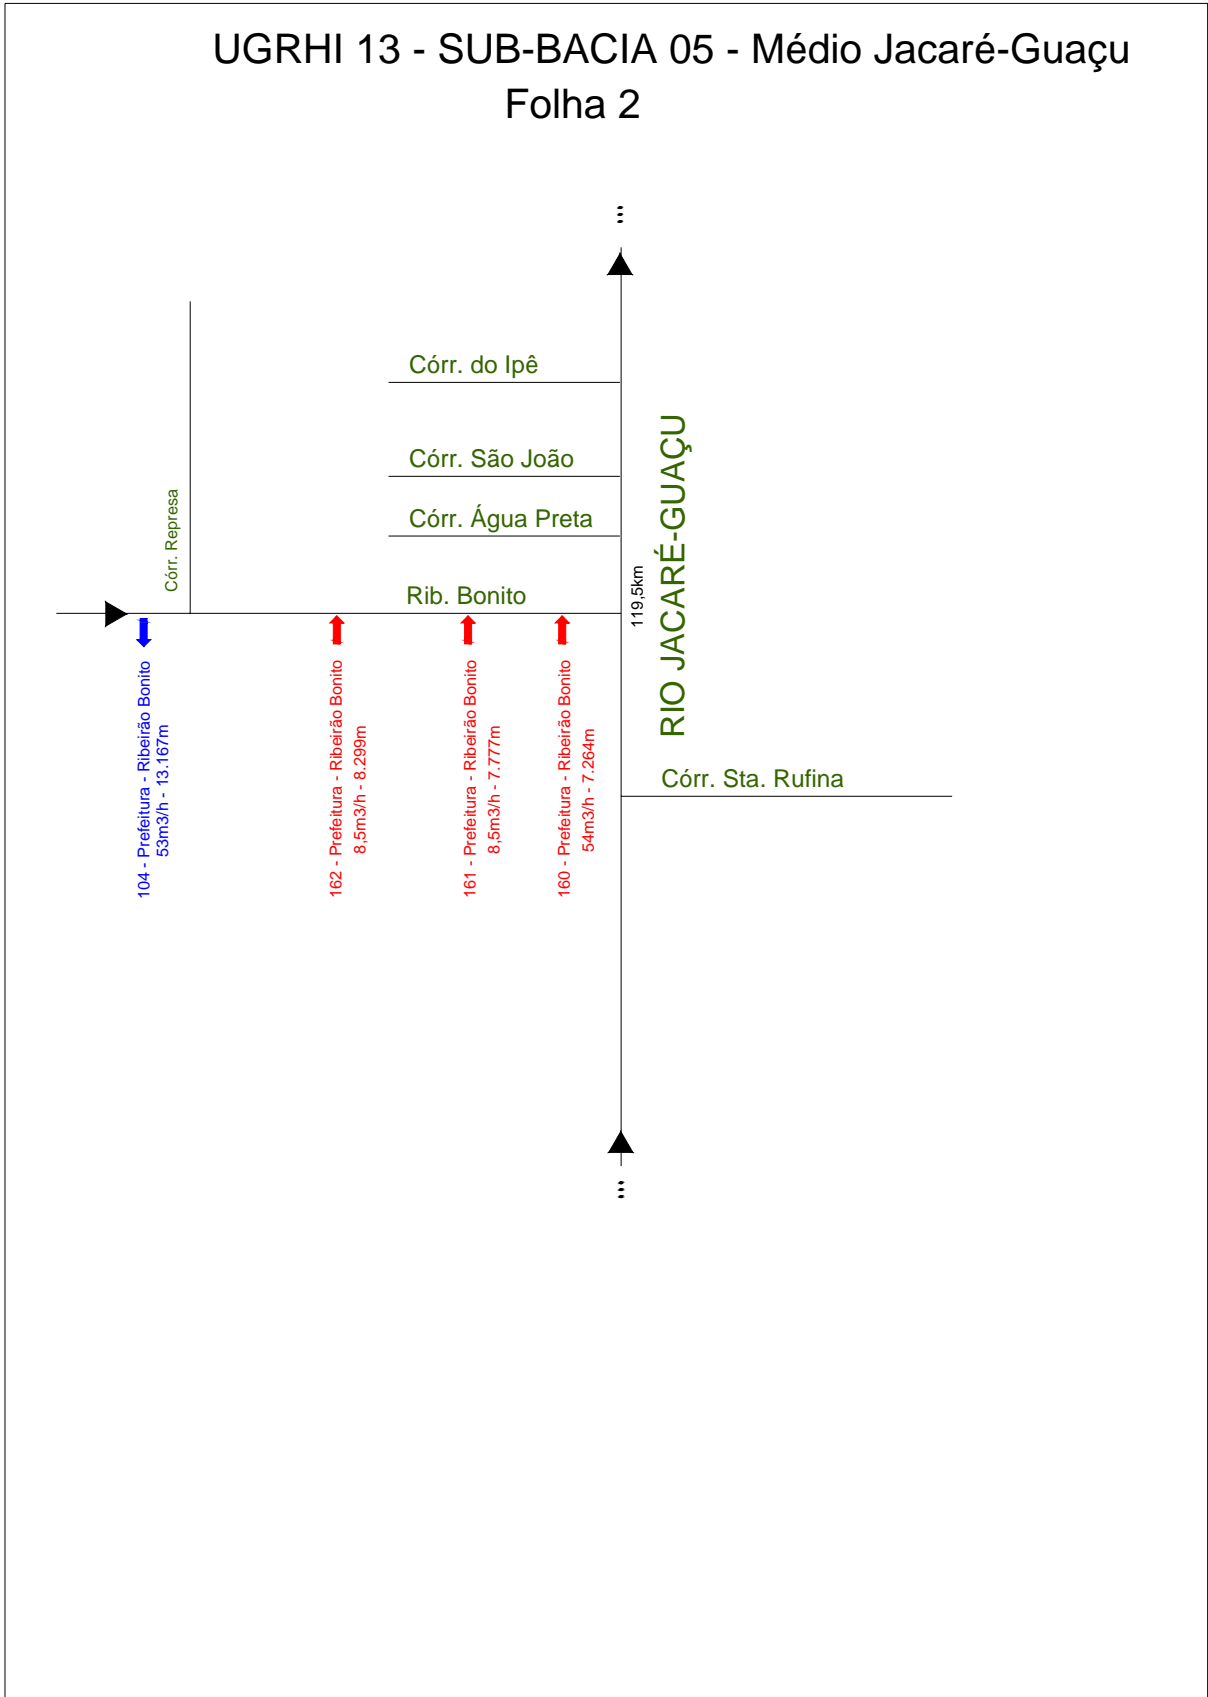 UGRHI 13 - SUB-BACIA 05 - Médio Jacaré-Guaçu
Folha 2
Córr. do Ipê
Córr. São João
Córr. Água Preta
Rib. Bonito
Córr. Represa
119,5km
RIO JACARÉ-GUAÇU
Córr. Sta. Rufina
104 - Prefeitura - Ribeirão Bonito
53m3/h - 13.167m
162 - Prefeitura - Ribeirão Bonito
8,5m3/h - 8.299m
161 - Prefeitura - Ribeirão Bonito
8,5m3/h - 7.777m
160 - Prefeitura - Ribeirão Bonito
54m3/h - 7.264m